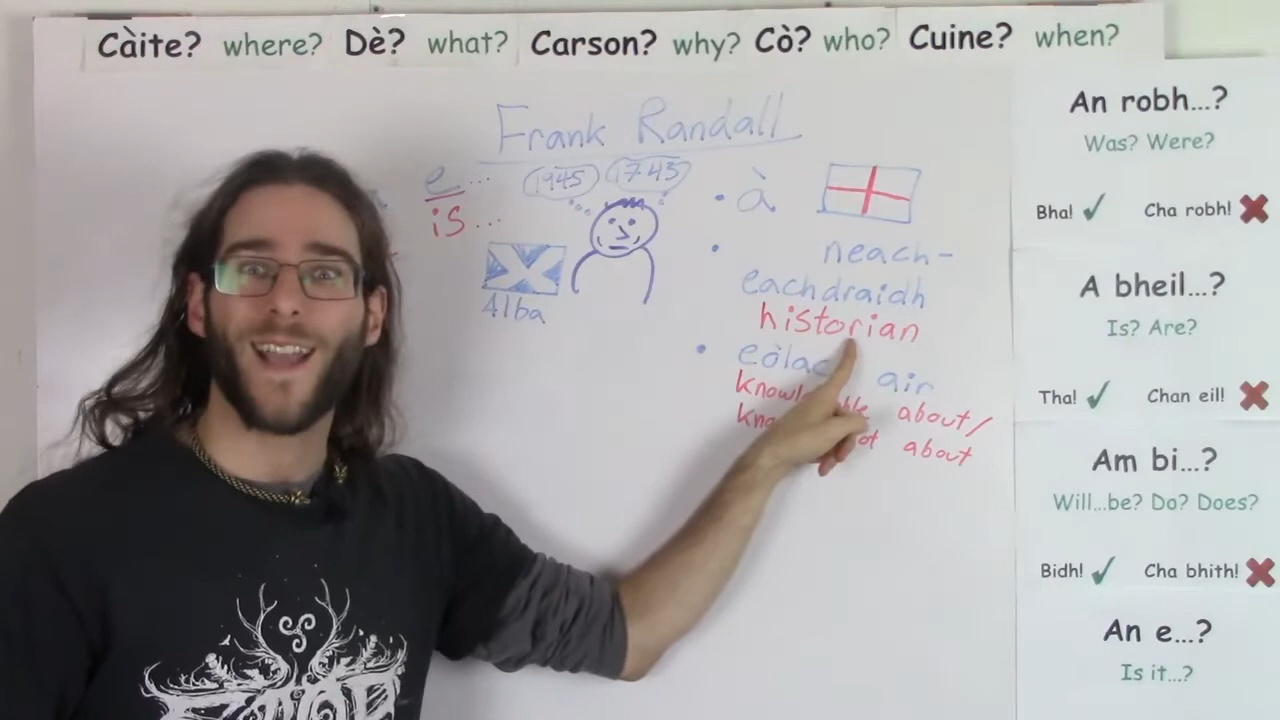 Càite? where? Dè? what? Carson? why? Cò? who? Cuine? when?
Frank Randall
e...
is...
1945
1743
Alba
• à
• neach-
eachdraidh
historian
• air
about/
about
An robh...?
Was? Were?
Bha! ✓ Cha robh! ✗
A bheil...?
Is? Are?
Tha! ✓ Chan eil! ✗
Am bi...?
Will...be? Do? Does?
Bidh! ✓ Cha bhith! ✗
An e...?
Is it...?